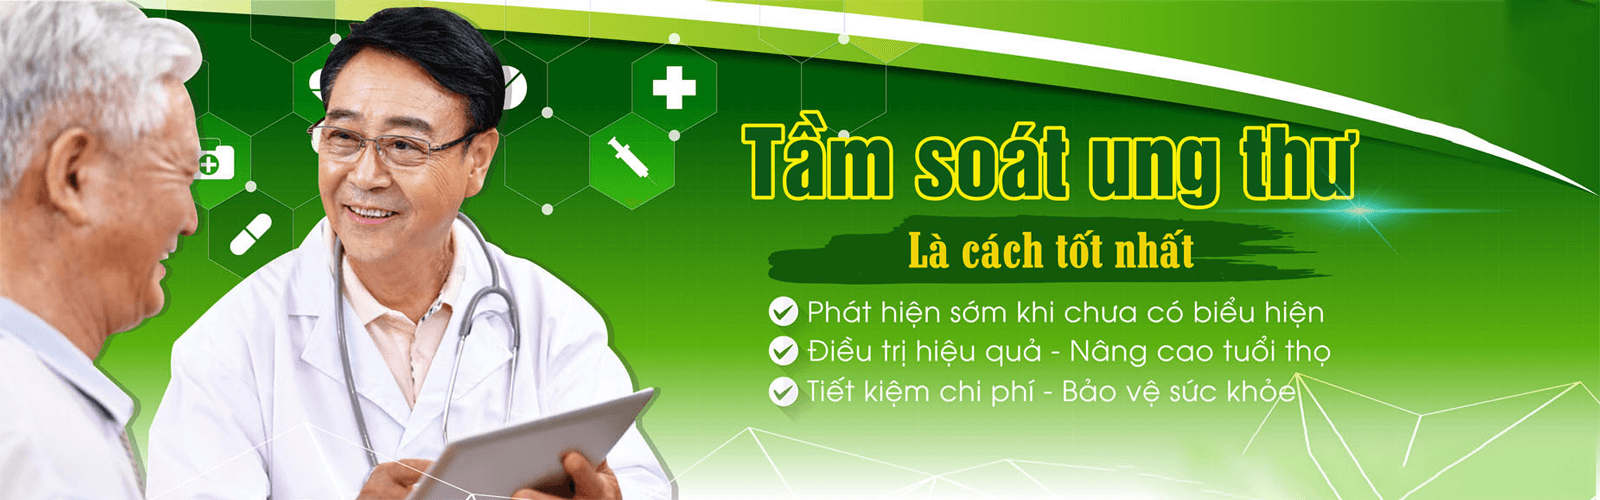 Tầm soát ung thư
Là cách tốt nhất
Phát hiện sớm khi chưa có biểu hiện
Điều trị hiệu quả - Nâng cao tuổi thọ
Tiết kiệm chi phí - Bảo vệ sức khỏe